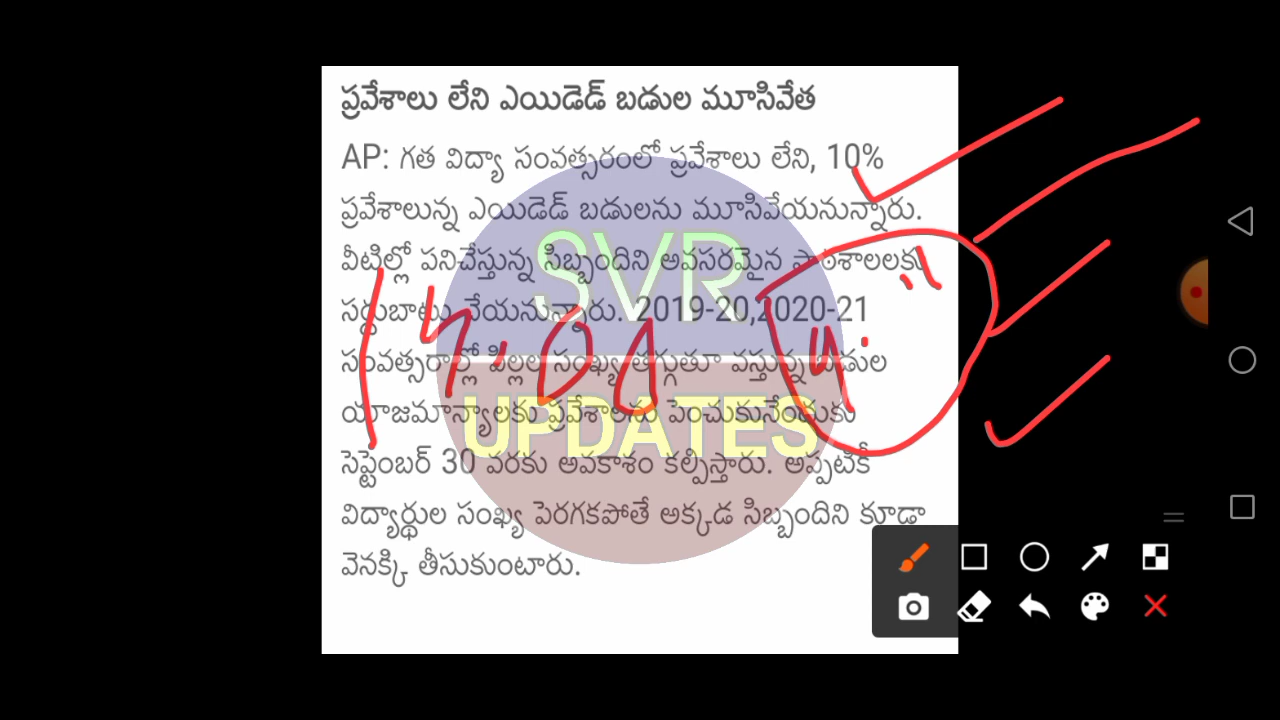 ప్రవేశాలు లేని ఎయిడెడ్ బడుల మూసివేత
AP: గత విద్యా సంవత్సరంలో ప్రవేశాలు లేని, 10%
ప్రవేశాలున్న ఎయిడెడ్ బడులను మూసివేయనున్నారు.
వీటిల్లో పనిచేస్తున్న సిబ్బందిని అవసరమైన పాఠశాలలకు
సర్దుబాటు చేయనున్నారు. 2019-20,2020-21
సంవత్సరాల్లో పిల్లల సంఖ్య తగ్గుతూ వస్తున్న బడుల
యాజమాన్యాలకు ప్రవేశాలను పెంచుకునేందుకు
సెప్టెంబర్ 30 వరకు అవకాశం కల్పిస్తారు. అప్పటికీ
విద్యార్థుల సంఖ్య పెరగకపోతే అక్కడ సిబ్బందిని కూడా
వెనక్కి తీసుకుంటారు.
SVR
UPDATES